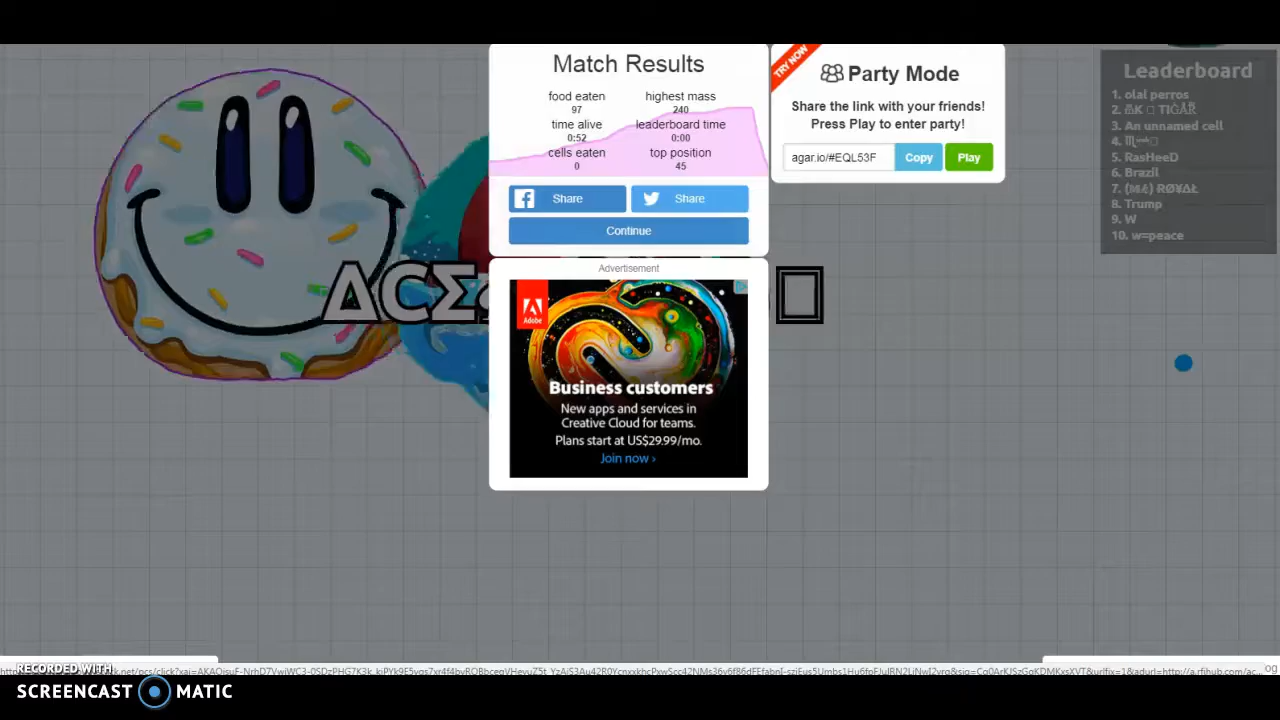 Match Results
food eaten
97
highest mass
240
time alive
0:52
leaderboard time
0:00
cells eaten
0
top position
45
Share
Share
Continue
TRY NOW
Party Mode
Share the link with your friends!
Press Play to enter party!
agar.io/#EQL53F
Copy
Play
Leaderboard
1. olal perros
3. An unnamed cell
5. RasHeeD
6. Brazil
8. Trump
9. W
10. w=peace
ΔCΣ
Advertisement
Adobe
Business customers
New apps and services in
Creative Cloud for teams.
Plans start at US$29.99/mo.
Join now ›
RECORDED WITH
SCREENCAST MATIC